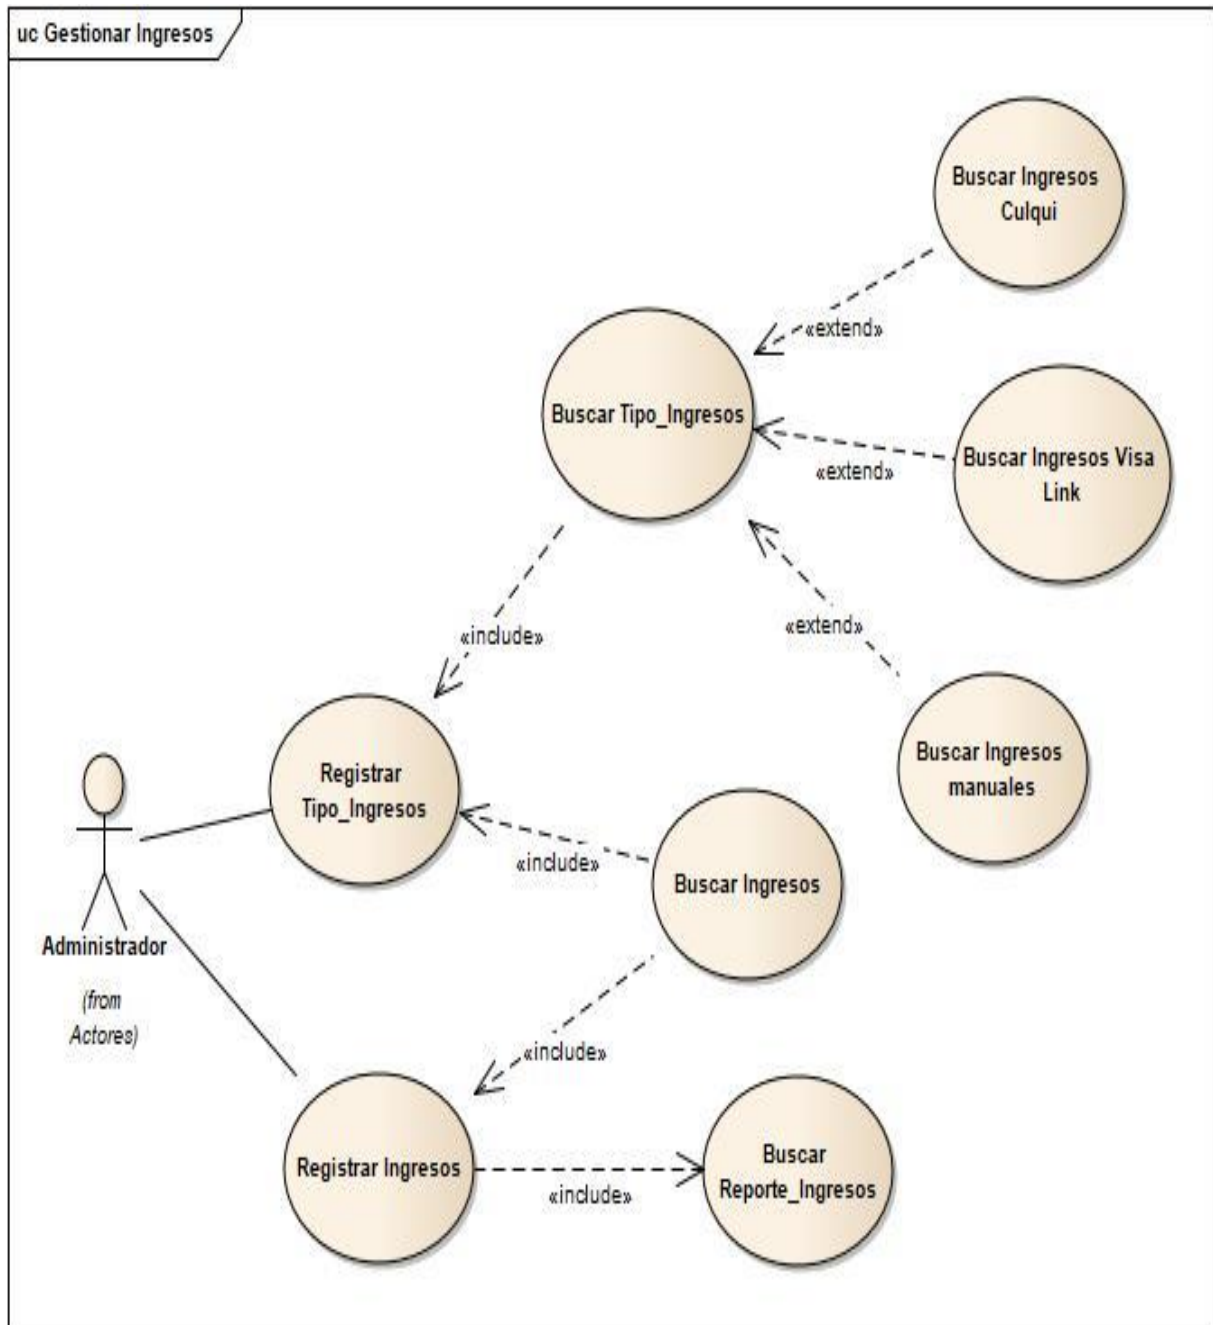 uc Gestionar Ingresos
Buscar Ingresos
Culqui
«extend»
Buscar Tipo_Ingresos
Buscar Ingresos Visa
Link
«extend»
«extend»
«include»
Buscar Ingresos
manuales
Registrar
Tipo_Ingresos
«include»
Buscar Ingresos
Administrador
(from
Actores)
«include»
Registrar Ingresos
Buscar
Reporte_Ingresos
«include»